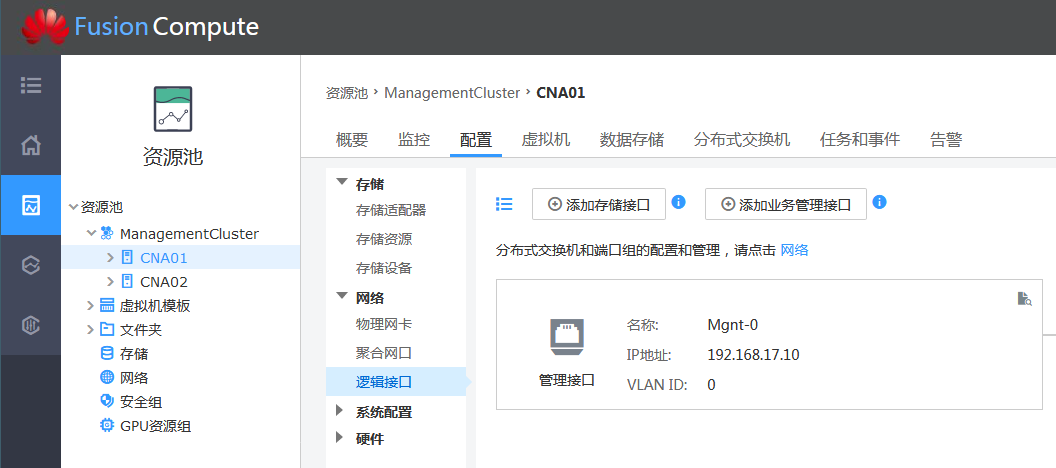 FusionCompute
资源池
资源池
ManagementCluster
CNA01
CNA02
虚拟机模板
文件夹
存储
网络
安全组
GPU资源组
资源池 › ManagementCluster › CNA01
概要 监控 配置 虚拟机 数据存储 分布式交换机 任务和事件 告警
存储
存储适配器
存储资源
存储设备
网络
物理网卡
聚合网口
逻辑接口
系统配置
硬件
添加存储接口 添加业务管理接口
分布式交换机和端口组的配置和管理，请点击 网络
管理接口
名称: Mgnt-0
IP地址: 192.168.17.10
VLAN ID: 0